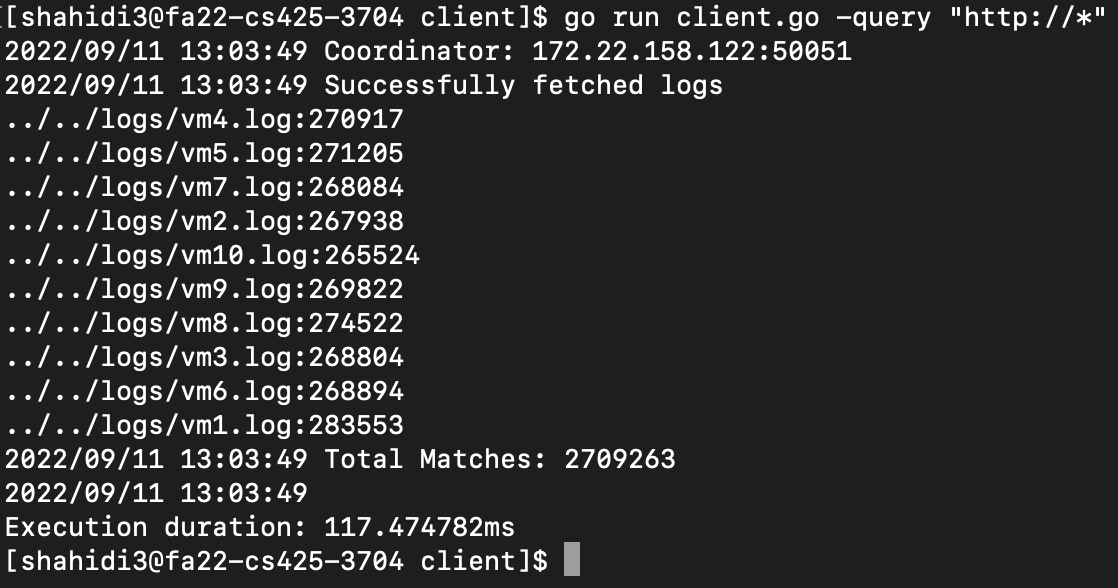 [shahidi3@fa22-cs425-3704 client]$ go run client.go -query "http://*"
2022/09/11 13:03:49 Coordinator: 172.22.158.122:50051
2022/09/11 13:03:49 Successfully fetched logs
../../logs/vm4.log:270917
../../logs/vm5.log:271205
../../logs/vm7.log:268084
../../logs/vm2.log:267938
../../logs/vm10.log:265524
../../logs/vm9.log:269822
../../logs/vm8.log:274522
../../logs/vm3.log:268804
../../logs/vm6.log:268894
../../logs/vm1.log:283553
2022/09/11 13:03:49 Total Matches: 2709263
2022/09/11 13:03:49
Execution duration: 117.474782ms
[shahidi3@fa22-cs425-3704 client]$